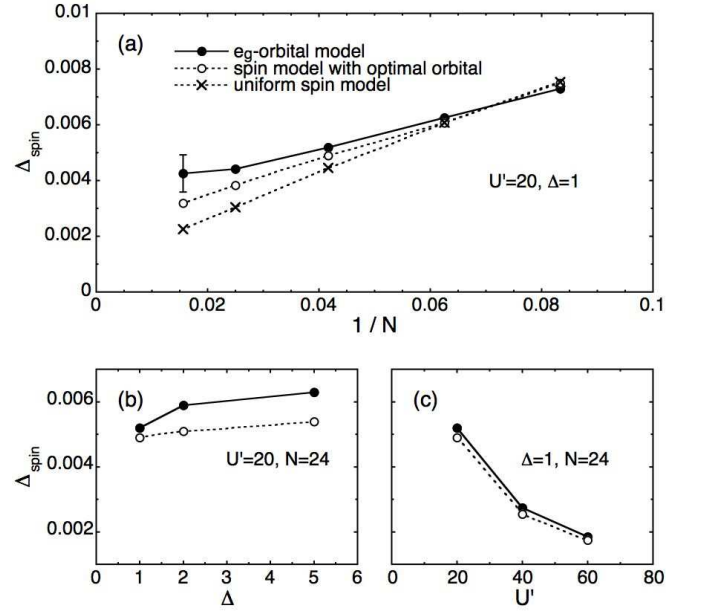 0.01
(a)
e_g-orbital model
0.008
spin model with optimal orbital
uniform spin model
0.006
Δ_spin
0.004
U'=20, Δ=1
0.002
0
0 0.02 0.04 0.06 0.08 0.1
1 / N
(b) (c)
0.006
Δ_spin
U'=20, N=24 Δ=1, N=24
0.004
0.002
0 1 2 3 4 5 6 0 20 40 60 80
Δ U'